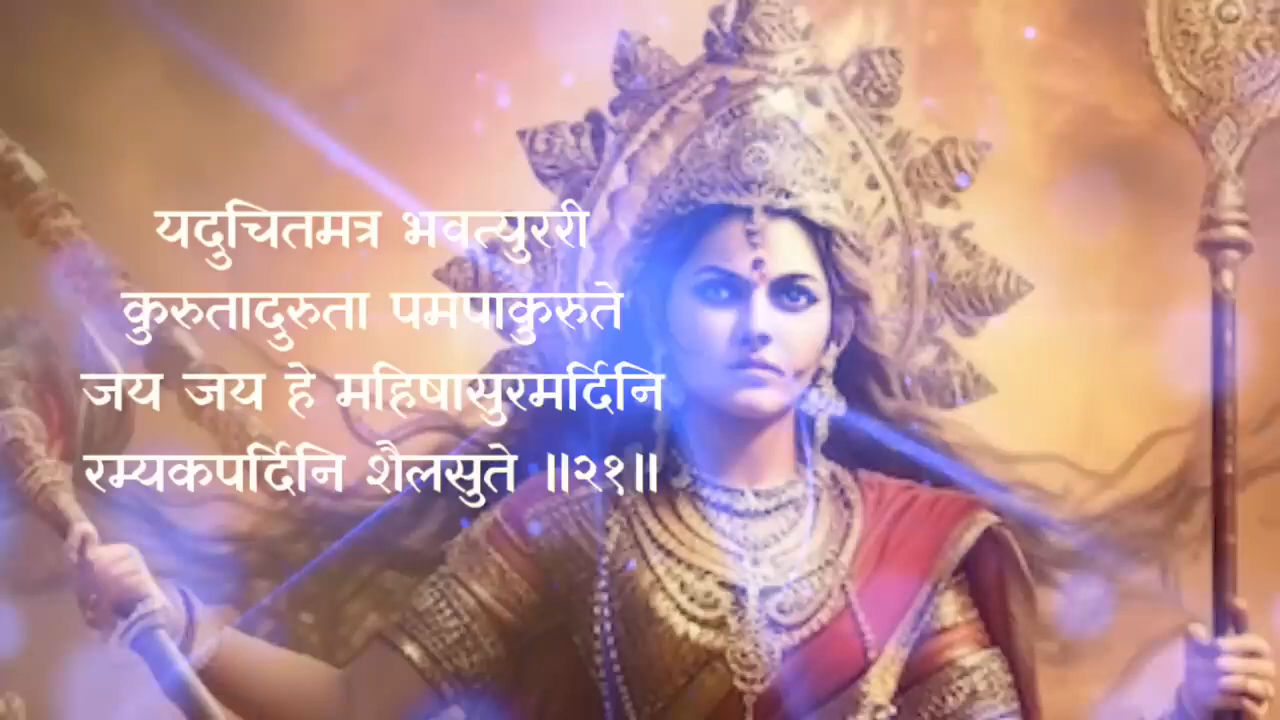 यदुचितमत्र भवत्युररी
कुरुतादुरुता पमपाकुरुते
जय जय हे महिषासुरमर्दिनि
रम्यकपर्दिनि शैलसुते ॥२१॥